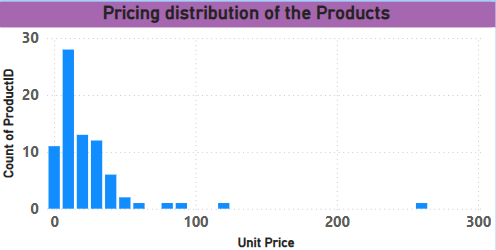 Pricing distribution of the Products
30
20
10
0
Count of ProductID
0 100 200 300
Unit Price